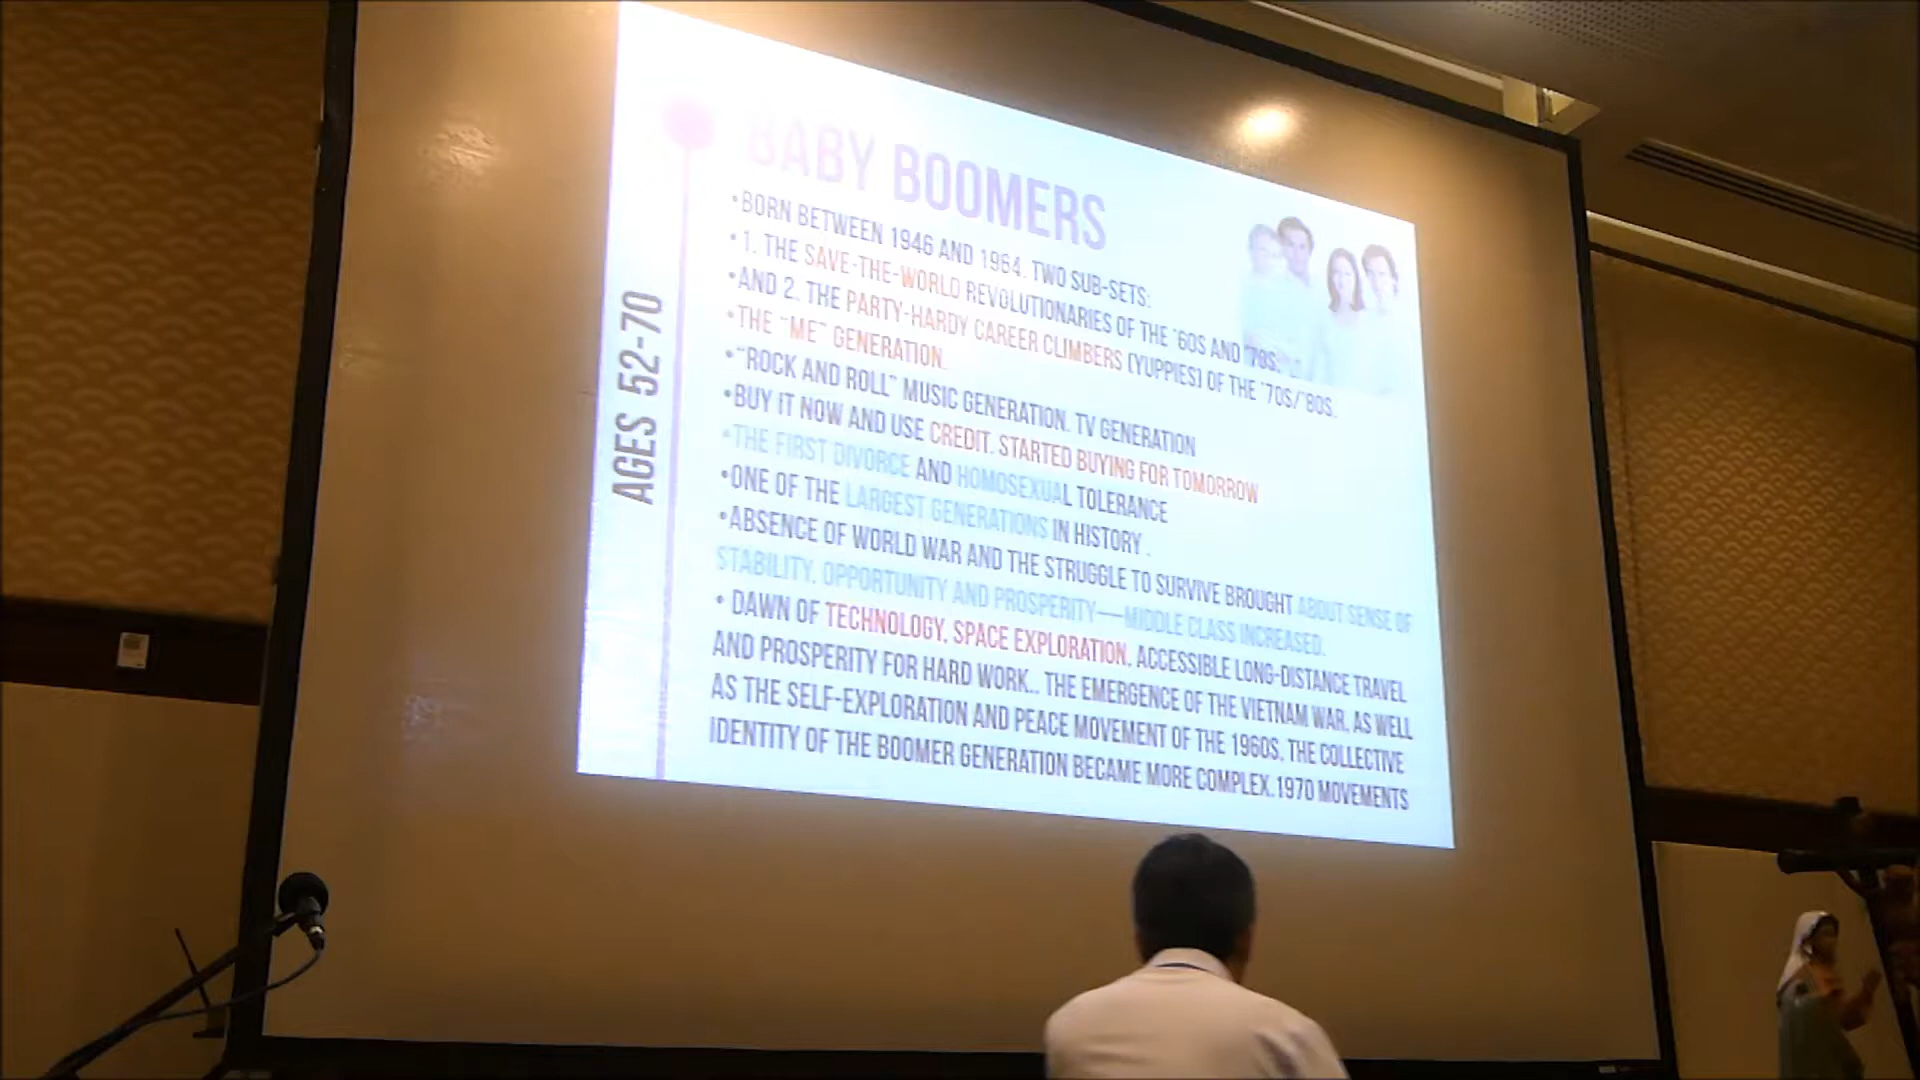 BABY BOOMERS
•BORN BETWEEN 1946 AND 1964. TWO SUB-SETS:
•1. THE SAVE-THE-WORLD REVOLUTIONARIES OF THE '60S AND '70S.
•AND 2. THE PARTY-HARDY CAREER CLIMBERS (YUPPIES) OF THE '70S/'80S.
•THE "ME" GENERATION.
•"ROCK AND ROLL" MUSIC GENERATION. TV GENERATION
•BUY IT NOW AND USE CREDIT. STARTED BUYING FOR TOMORROW
•THE FIRST DIVORCE AND HOMOSEXUAL TOLERANCE
•ONE OF THE LARGEST GENERATIONS IN HISTORY .
•ABSENCE OF WORLD WAR AND THE STRUGGLE TO SURVIVE BROUGHT ABOUT SENSE OF
STABILITY, OPPORTUNITY AND PROSPERITY—MIDDLE CLASS INCREASED.
• DAWN OF TECHNOLOGY, SPACE EXPLORATION, ACCESSIBLE LONG-DISTANCE TRAVEL
AND PROSPERITY FOR HARD WORK.. THE EMERGENCE OF THE VIETNAM WAR, AS WELL
AS THE SELF-EXPLORATION AND PEACE MOVEMENT OF THE 1960S, THE COLLECTIVE
IDENTITY OF THE BOOMER GENERATION BECAME MORE COMPLEX.1970 MOVEMENTS
AGES 52-70